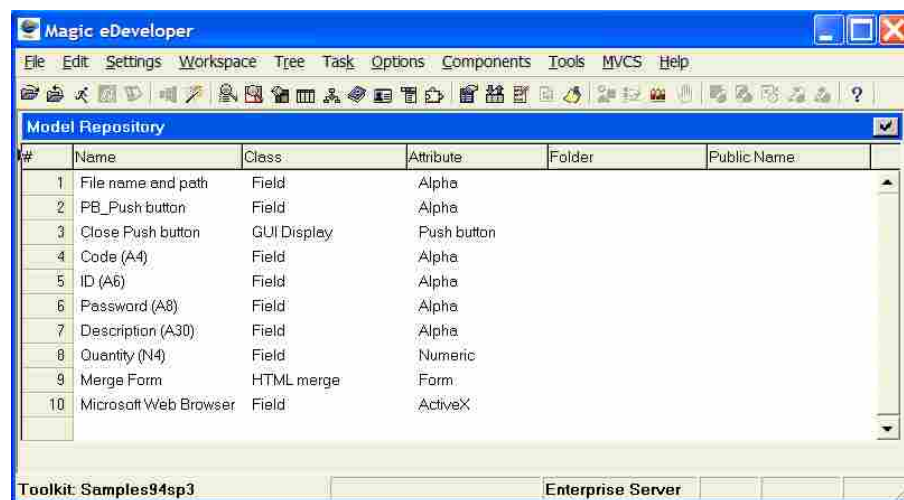 Magic eDeveloper
File Edit Settings Workspace Tree Task Options Components Tools MVCS Help
?
Model Repository
# Name Class Attribute Folder Public Name
1 File name and path Field Alpha
2 PB_Push button Field Alpha
3 Close Push button GUI Display Push button
4 Code (A4) Field Alpha
5 ID (A6) Field Alpha
6 Password (A8) Field Alpha
7 Description (A30) Field Alpha
8 Quantity (N4) Field Numeric
9 Merge Form HTML merge Form
10 Microsoft Web Browser Field ActiveX
Toolkit: Samples94sp3 Enterprise Server